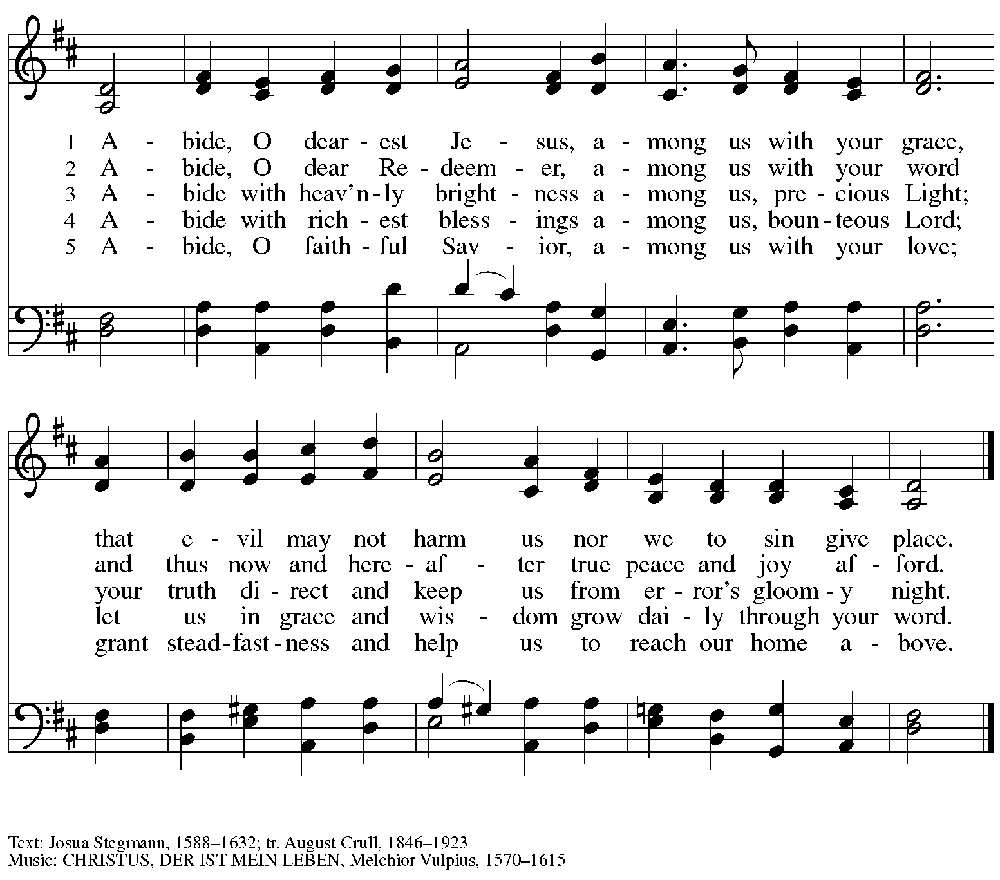 1 A - bide, O dear - est Je - sus, a - mong us with your grace,
2 A - bide, O dear Re - deem - er, a - mong us with your word
3 A - bide with heav’n - ly bright - ness a - mong us, pre - cious Light;
4 A - bide with rich - est bless - ings a - mong us, boun - teous Lord;
5 A - bide, O faith - ful Sav - ior, a - mong us with your love;
that e - vil may not harm us nor we to sin give place.
and thus now and here - af - ter true peace and joy af - ford.
your truth di - rect and keep us from er - ror’s gloom - y night.
let us in grace and wis - dom grow dai - ly through your word.
grant stead - fast - ness and help us to reach our home a - bove.
Text: Josua Stegmann, 1588–1632; tr. August Crull, 1846–1923
Music: CHRISTUS, DER IST MEIN LEBEN, Melchior Vulpius, 1570–1615